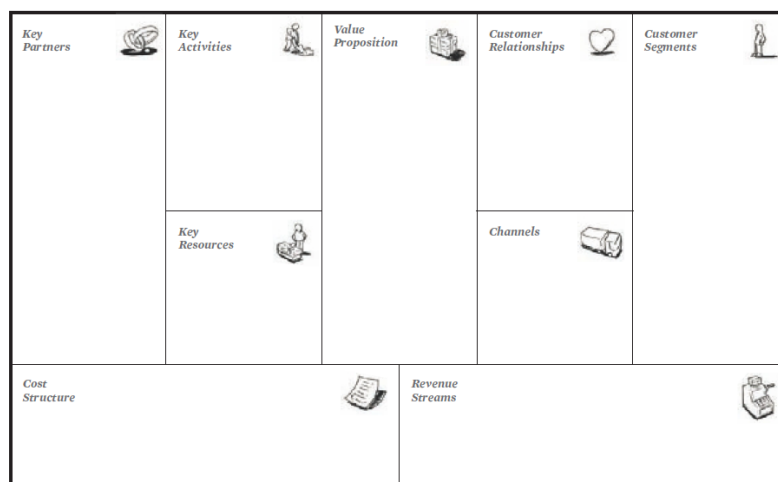 Key
Partners
Key
Activities
Value
Proposition
Customer
Relationships
Customer
Segments
Key
Resources
Channels
Cost
Structure
Revenue
Streams